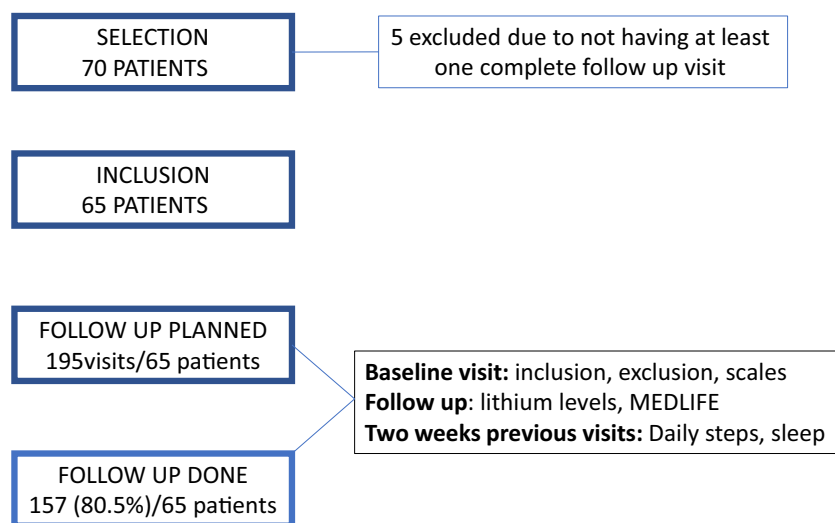 SELECTION
70 PATIENTS
5 excluded due to not having at least
one complete follow up visit
INCLUSION
65 PATIENTS
FOLLOW UP PLANNED
195visits/65 patients
Baseline visit: inclusion, exclusion, scales
Follow up: lithium levels, MEDLIFE
Two weeks previous visits: Daily steps, sleep
FOLLOW UP DONE
157 (80.5%)/65 patients